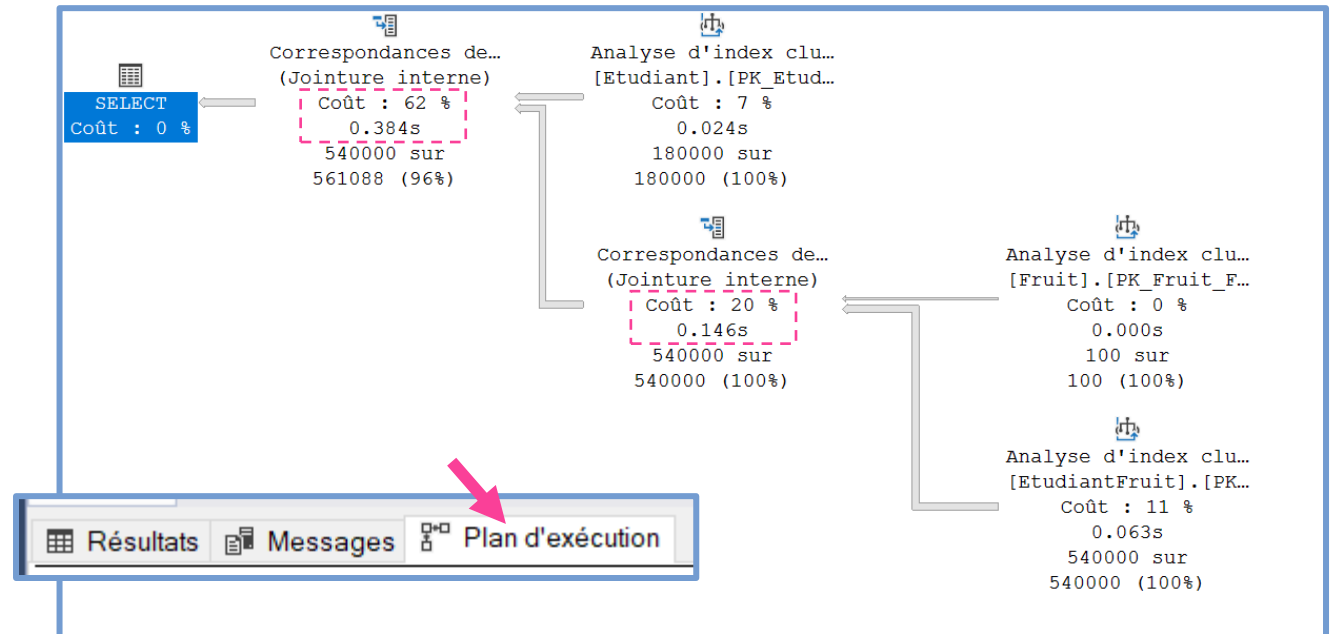 SELECT
Coût : 0 %
Correspondances de…
(Jointure interne)
Coût : 62 %
0.384s
540000 sur
561088 (96%)
Analyse d'index clu…
[Etudiant].[PK_Etud…
Coût : 7 %
0.024s
180000 sur
180000 (100%)
Correspondances de…
(Jointure interne)
Coût : 20 %
0.146s
540000 sur
540000 (100%)
Analyse d'index clu…
[Fruit].[PK_Fruit_F…
Coût : 0 %
0.000s
100 sur
100 (100%)
Analyse d'index clu…
[EtudiantFruit].[PK…
Coût : 11 %
0.063s
540000 sur
540000 (100%)
Résultats Messages Plan d'exécution